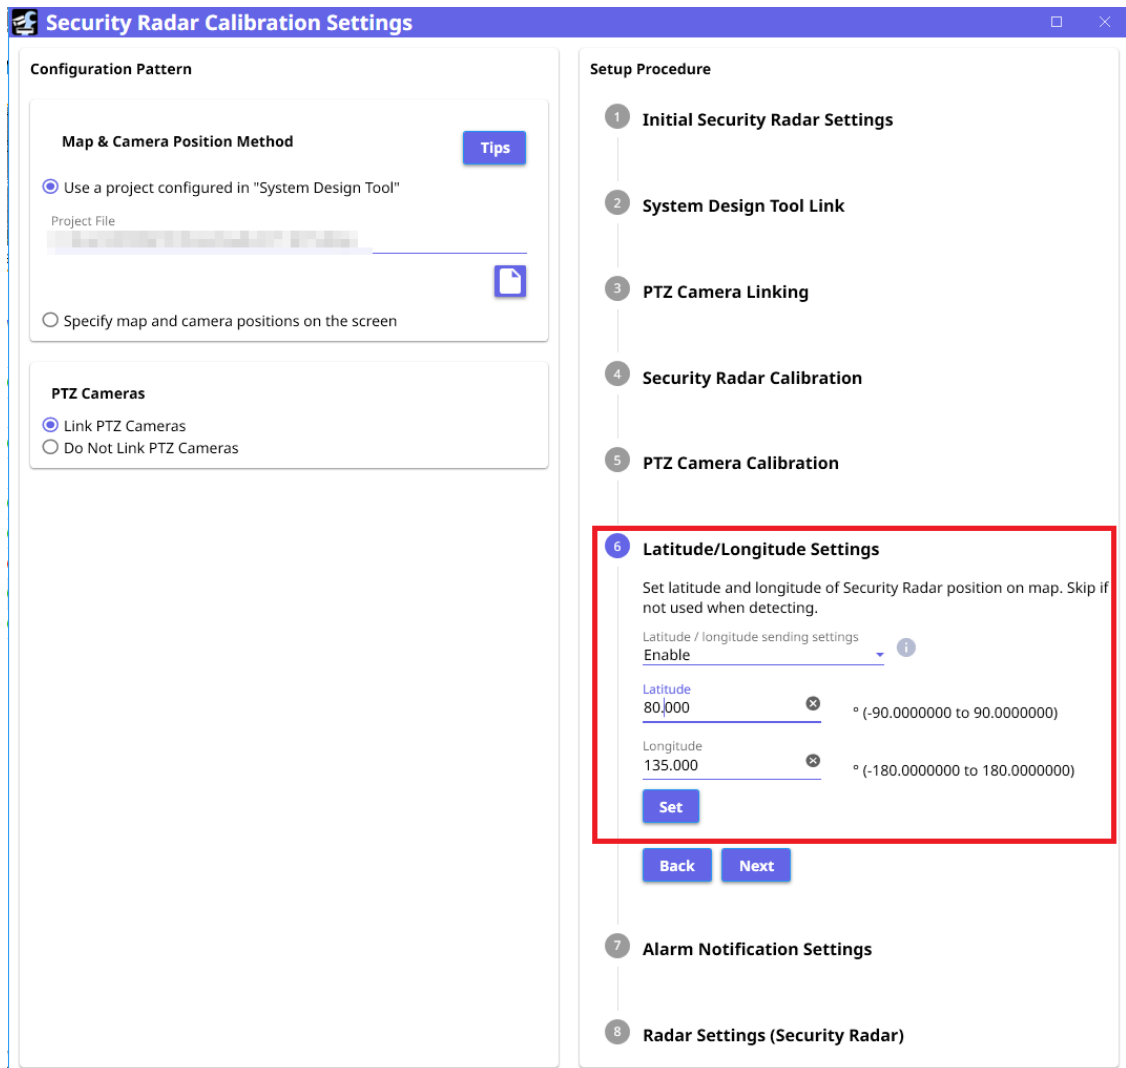 Security Radar Calibration Settings
Configuration Pattern
Map & Camera Position Method
Tips
Use a project configured in "System Design Tool"
Project File
Specify map and camera positions on the screen
PTZ Cameras
Link PTZ Cameras
Do Not Link PTZ Cameras
Setup Procedure
1 Initial Security Radar Settings
2 System Design Tool Link
3 PTZ Camera Linking
4 Security Radar Calibration
5 PTZ Camera Calibration
6 Latitude/Longitude Settings
Set latitude and longitude of Security Radar position on map. Skip if
not used when detecting.
Latitude / longitude sending settings
Enable
Latitude
80.000 ° (-90.0000000 to 90.0000000)
Longitude
135.000 ° (-180.0000000 to 180.0000000)
Set
Back Next
7 Alarm Notification Settings
8 Radar Settings (Security Radar)